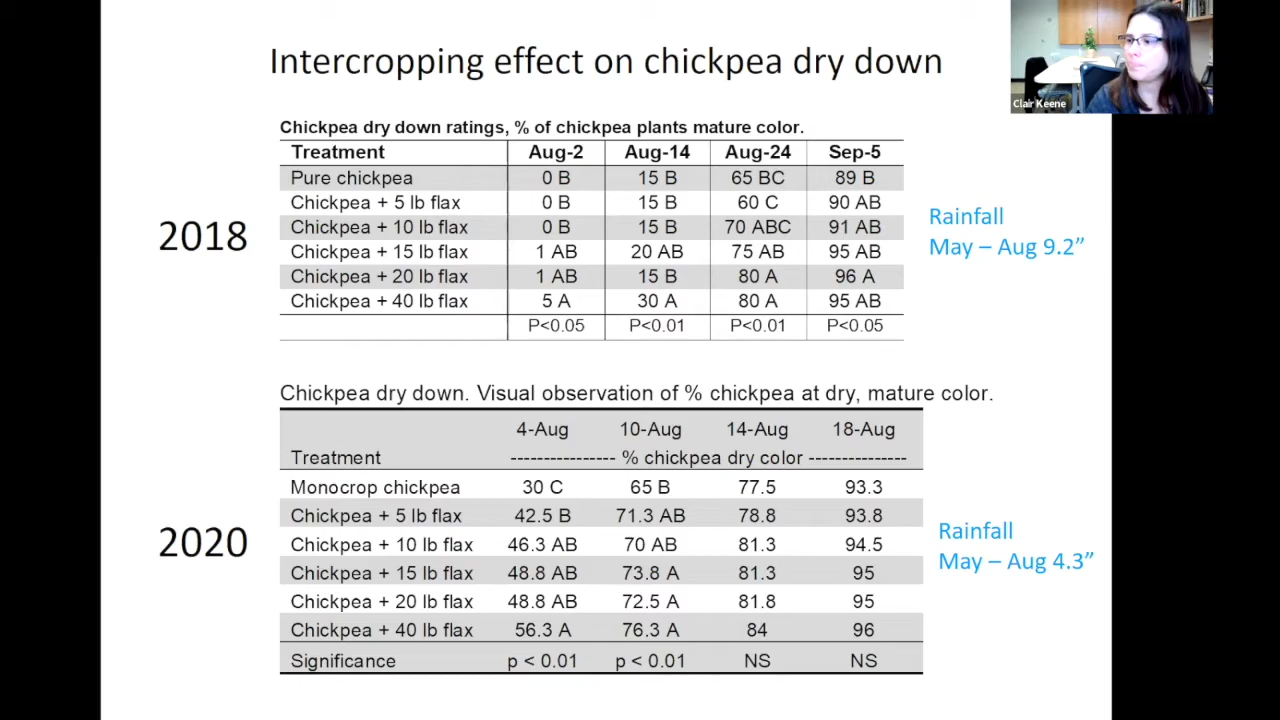 Intercropping effect on chickpea dry down
Clair Keene
2018
Chickpea dry down ratings, % of chickpea plants mature color.
Treatment Aug-2 Aug-14 Aug-24 Sep-5
Pure chickpea 0 B 15 B 65 BC 89 B
Chickpea + 5 lb flax 0 B 15 B 60 C 90 AB
Chickpea + 10 lb flax 0 B 15 B 70 ABC 91 AB
Chickpea + 15 lb flax 1 AB 20 AB 75 AB 95 AB
Chickpea + 20 lb flax 1 AB 15 B 80 A 96 A
Chickpea + 40 lb flax 5 A 30 A 80 A 95 AB
P<0.05 P<0.01 P<0.01 P<0.05
Rainfall
May – Aug 9.2”
2020
Chickpea dry down. Visual observation of % chickpea at dry, mature color.
4-Aug 10-Aug 14-Aug 18-Aug
Treatment ---------------- % chickpea dry color ---------------
Monocrop chickpea 30 C 65 B 77.5 93.3
Chickpea + 5 lb flax 42.5 B 71.3 AB 78.8 93.8
Chickpea + 10 lb flax 46.3 AB 70 AB 81.3 94.5
Chickpea + 15 lb flax 48.8 AB 73.8 A 81.3 95
Chickpea + 20 lb flax 48.8 AB 72.5 A 81.8 95
Chickpea + 40 lb flax 56.3 A 76.3 A 84 96
Significance p < 0.01 p < 0.01 NS NS
Rainfall
May – Aug 4.3”